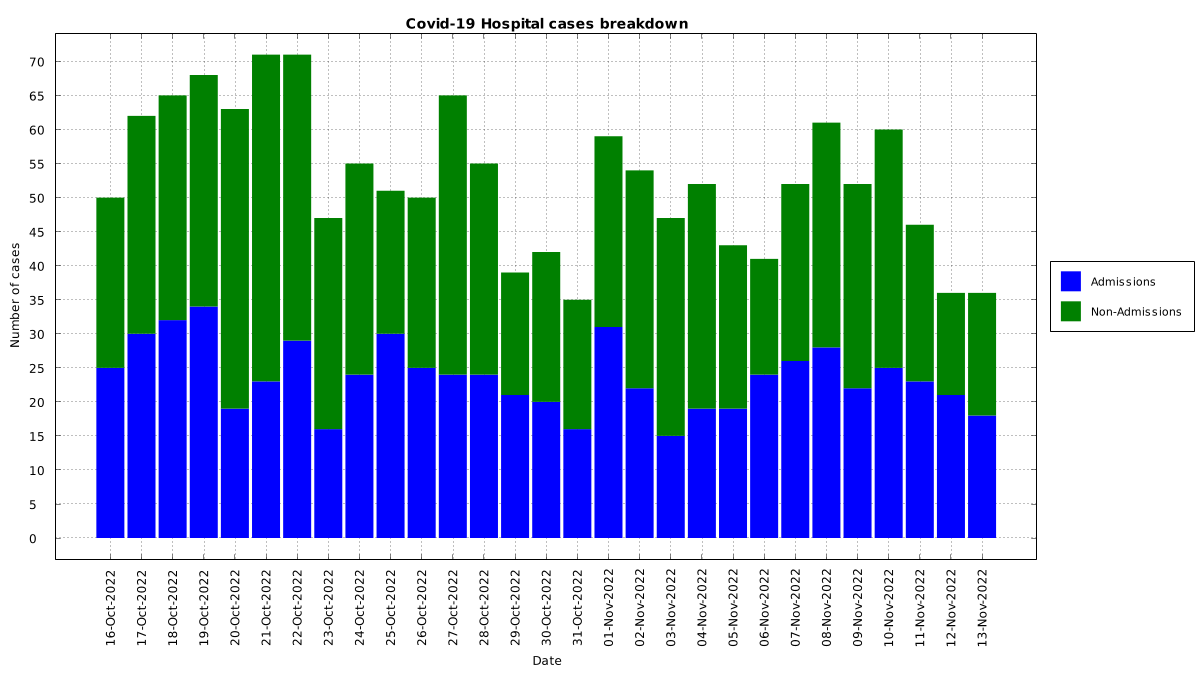 Covid-19 Hospital cases breakdown
70
65
60
55
50
45
40
35
30
25
20
15
10
5
0
Number of cases
16-Oct-2022
17-Oct-2022
18-Oct-2022
19-Oct-2022
20-Oct-2022
21-Oct-2022
22-Oct-2022
23-Oct-2022
24-Oct-2022
25-Oct-2022
26-Oct-2022
27-Oct-2022
28-Oct-2022
29-Oct-2022
30-Oct-2022
31-Oct-2022
01-Nov-2022
02-Nov-2022
03-Nov-2022
04-Nov-2022
05-Nov-2022
06-Nov-2022
07-Nov-2022
08-Nov-2022
09-Nov-2022
10-Nov-2022
11-Nov-2022
12-Nov-2022
13-Nov-2022
Date
Admissions
Non-Admissions